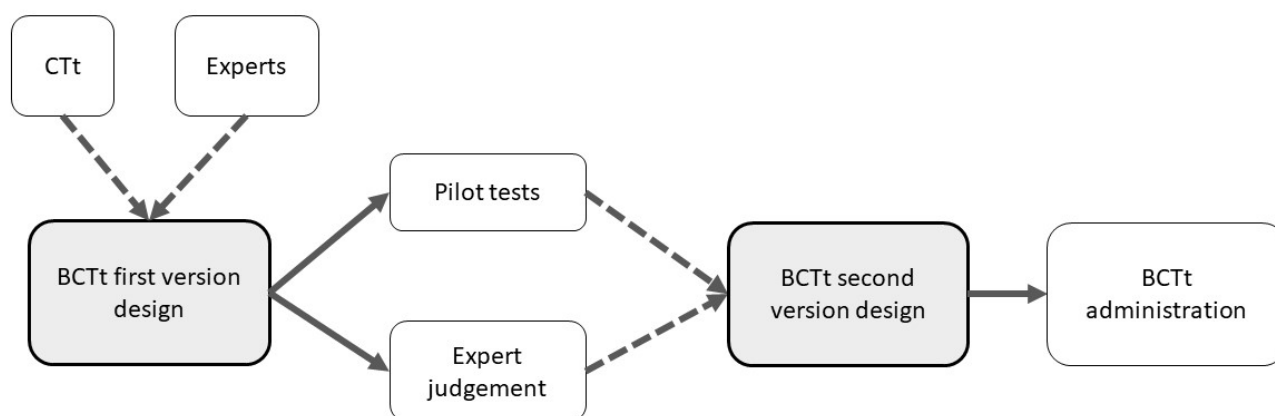 CTt
Experts
Pilot tests
BCTt first version
design
BCTt second
version design
BCTt
administration
Expert
judgement